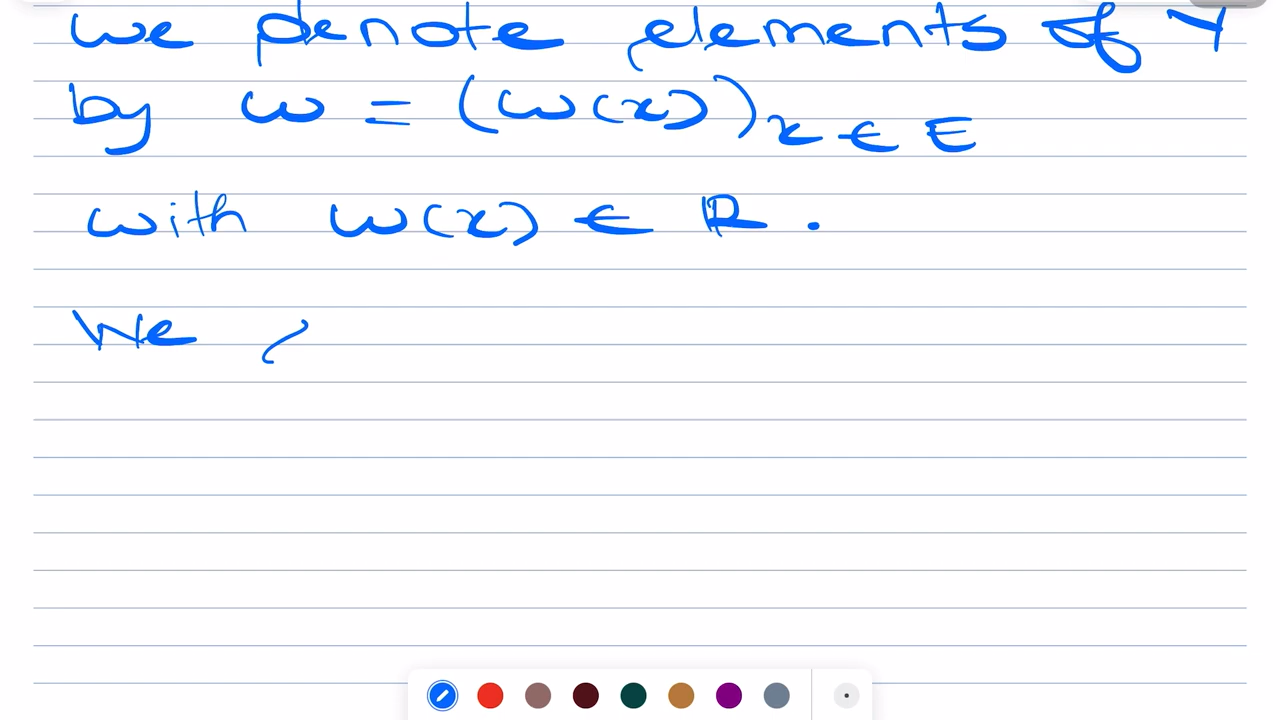 we denote elements of Y
by ω = (ω(x))ₓ ∈ E
with ω(x) ∈ ℝ .
We